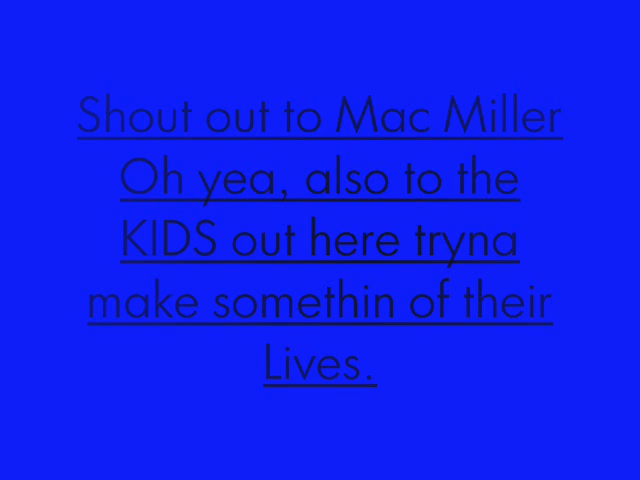 Shout out to Mac Miller
Oh yea, also to the
KIDS out here tryna
make somethin of their
Lives.